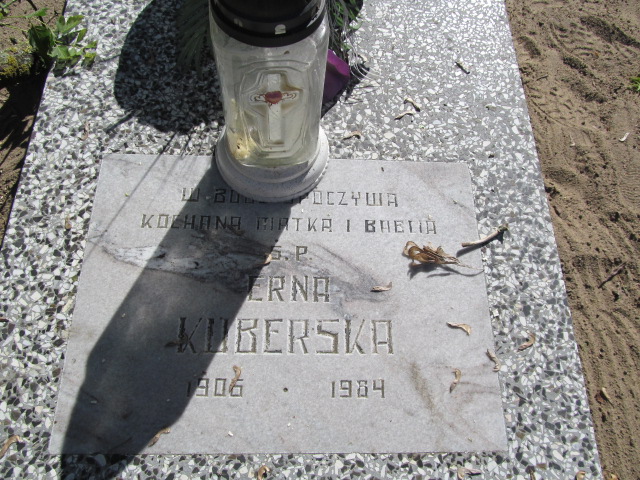 W BOGU SPOCZYWA
KOCHANA MATKA I BABCIA
Ś.P.
ERNA
KUBERSKA
1906 • 1984